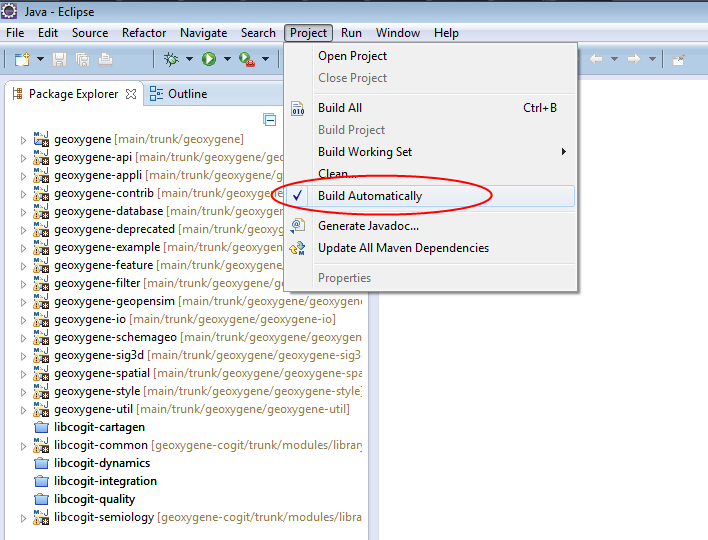 Java - Eclipse
File Edit Source Refactor Navigate Search Project Run Window Help
Package Explorer Outline
Open Project
Close Project
Build All Ctrl+B
Build Project
Build Working Set
Clean...
Build Automatically
Generate Javadoc...
Update All Maven Dependencies
Properties
geoxygene [main/trunk/geoxygene]
geoxygene-api [main/trunk/geoxygene/geo
geoxygene-appli [main/trunk/geoxygene/ge
geoxygene-contrib [main/trunk/geoxygene/
geoxygene-database [main/trunk/geoxygen
geoxygene-deprecated [main/trunk/geoxyg
geoxygene-example [main/trunk/geoxygene
geoxygene-feature [main/trunk/geoxygene/
geoxygene-filter [main/trunk/geoxygene/ge
geoxygene-geopensim [main/trunk/geoxygene/geoxygen
geoxygene-io [main/trunk/geoxygene/geoxygene-io]
geoxygene-schemageo [main/trunk/geoxygene/geoxygen
geoxygene-sig3d [main/trunk/geoxygene/geoxygene-sig3
geoxygene-spatial [main/trunk/geoxygene/geoxygene-spa
geoxygene-style [main/trunk/geoxygene/geoxygene-style]
geoxygene-util [main/trunk/geoxygene/geoxygene-util]
libcogit-cartagen
libcogit-common [geoxygene-cogit/trunk/modules/library
libcogit-dynamics
libcogit-integration
libcogit-quality
libcogit-semiology [geoxygene-cogit/trunk/modules/libra